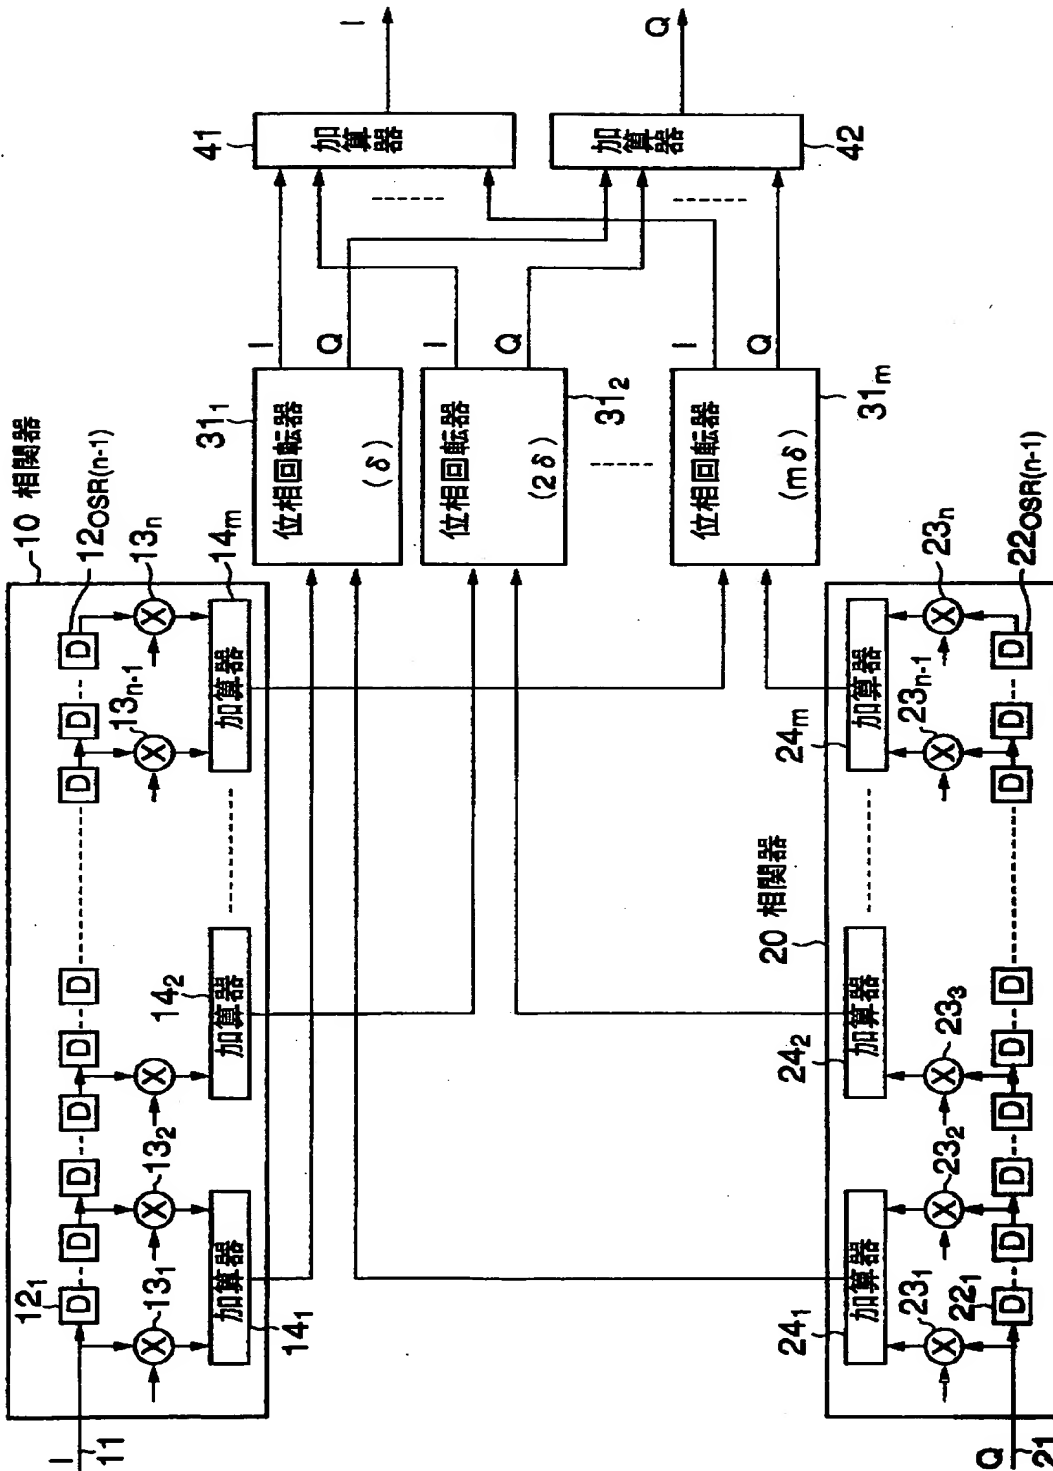 10 相関器
I
11
12₁
D
D
D
D
D
D
D
D
D
12OSR(n-1)
X
13₁
X
13₂
X
X
13n-1
X
13n
加算器
14₁
加算器
14₂
加算器
14m
位相回転器
(δ)
31₁
I
Q
位相回転器
(2δ)
31₂
I
Q
位相回転器
(mδ)
31m
I
Q
41
加算器
I
加算器
42
Q
20 相関器
24₁
加算器
24₂
加算器
24m
加算器
23₁
X
X
23₂
X
23₃
X
23n-1
X
23n
Q
21
22₁
D
D
D
D
D
D
D
D
D
22OSR(n-1)